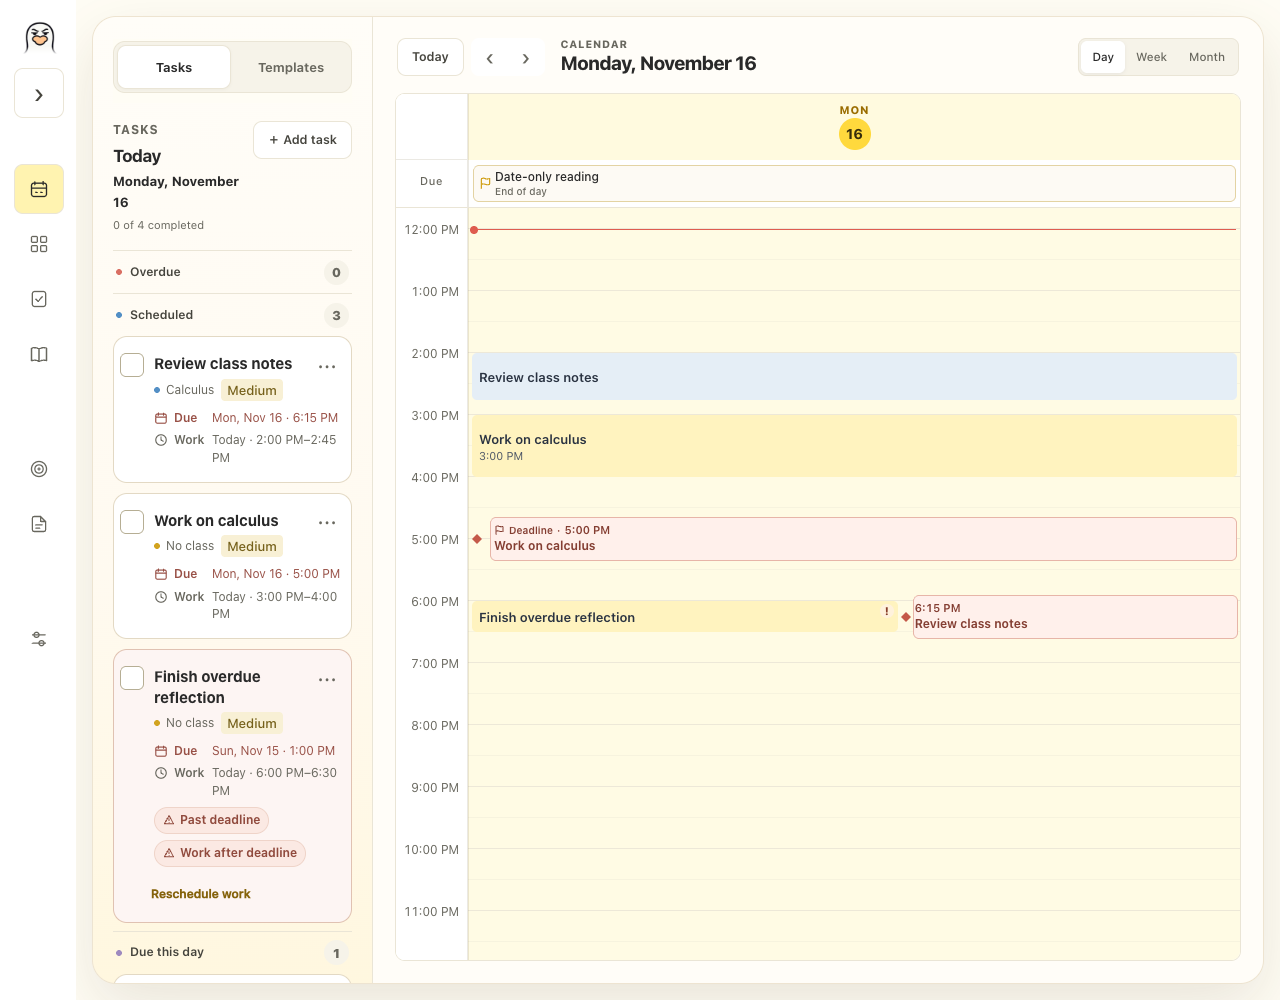 Tasks
Templates
TASKS
+ Add task
Today
Monday, November
16
0 of 4 completed
Overdue
0
Scheduled
3
Review class notes
Calculus
Medium
Due
Mon, Nov 16 · 6:15 PM
Work
Today · 2:00 PM–2:45
PM
Work on calculus
No class
Medium
Due
Mon, Nov 16 · 5:00 PM
Work
Today · 3:00 PM–4:00
PM
Finish overdue
reflection
No class
Medium
Due
Sun, Nov 15 · 1:00 PM
Work
Today · 6:00 PM–6:30
PM
Past deadline
Work after deadline
Reschedule work
Due this day
1
Today
CALENDAR
Monday, November 16
Day
Week
Month
MON
16
Due
Date-only reading
End of day
12:00 PM
1:00 PM
2:00 PM
Review class notes
3:00 PM
Work on calculus
3:00 PM
4:00 PM
Deadline · 5:00 PM
5:00 PM
Work on calculus
6:00 PM
Finish overdue reflection
!
6:15 PM
Review class notes
7:00 PM
8:00 PM
9:00 PM
10:00 PM
11:00 PM